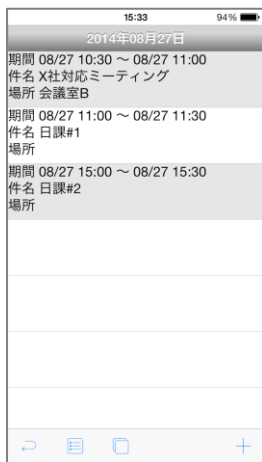 15:33
94%
2014年08月27日
期間 08/27 10:30 ～ 08/27 11:00
件名 X社対応ミーティング
場所 会議室B
期間 08/27 11:00 ～ 08/27 11:30
件名 日課#1
場所
期間 08/27 15:00 ～ 08/27 15:30
件名 日課#2
場所